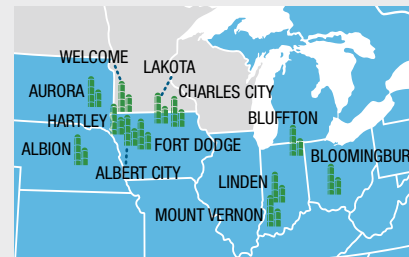 WELCOME
LAKOTA
AURORA
CHARLES CITY
HARTLEY
BLUFFTON
ALBION
FORT DODGE
BLOOMINGBUR
ALBERT CITY
LINDEN
MOUNT VERNON